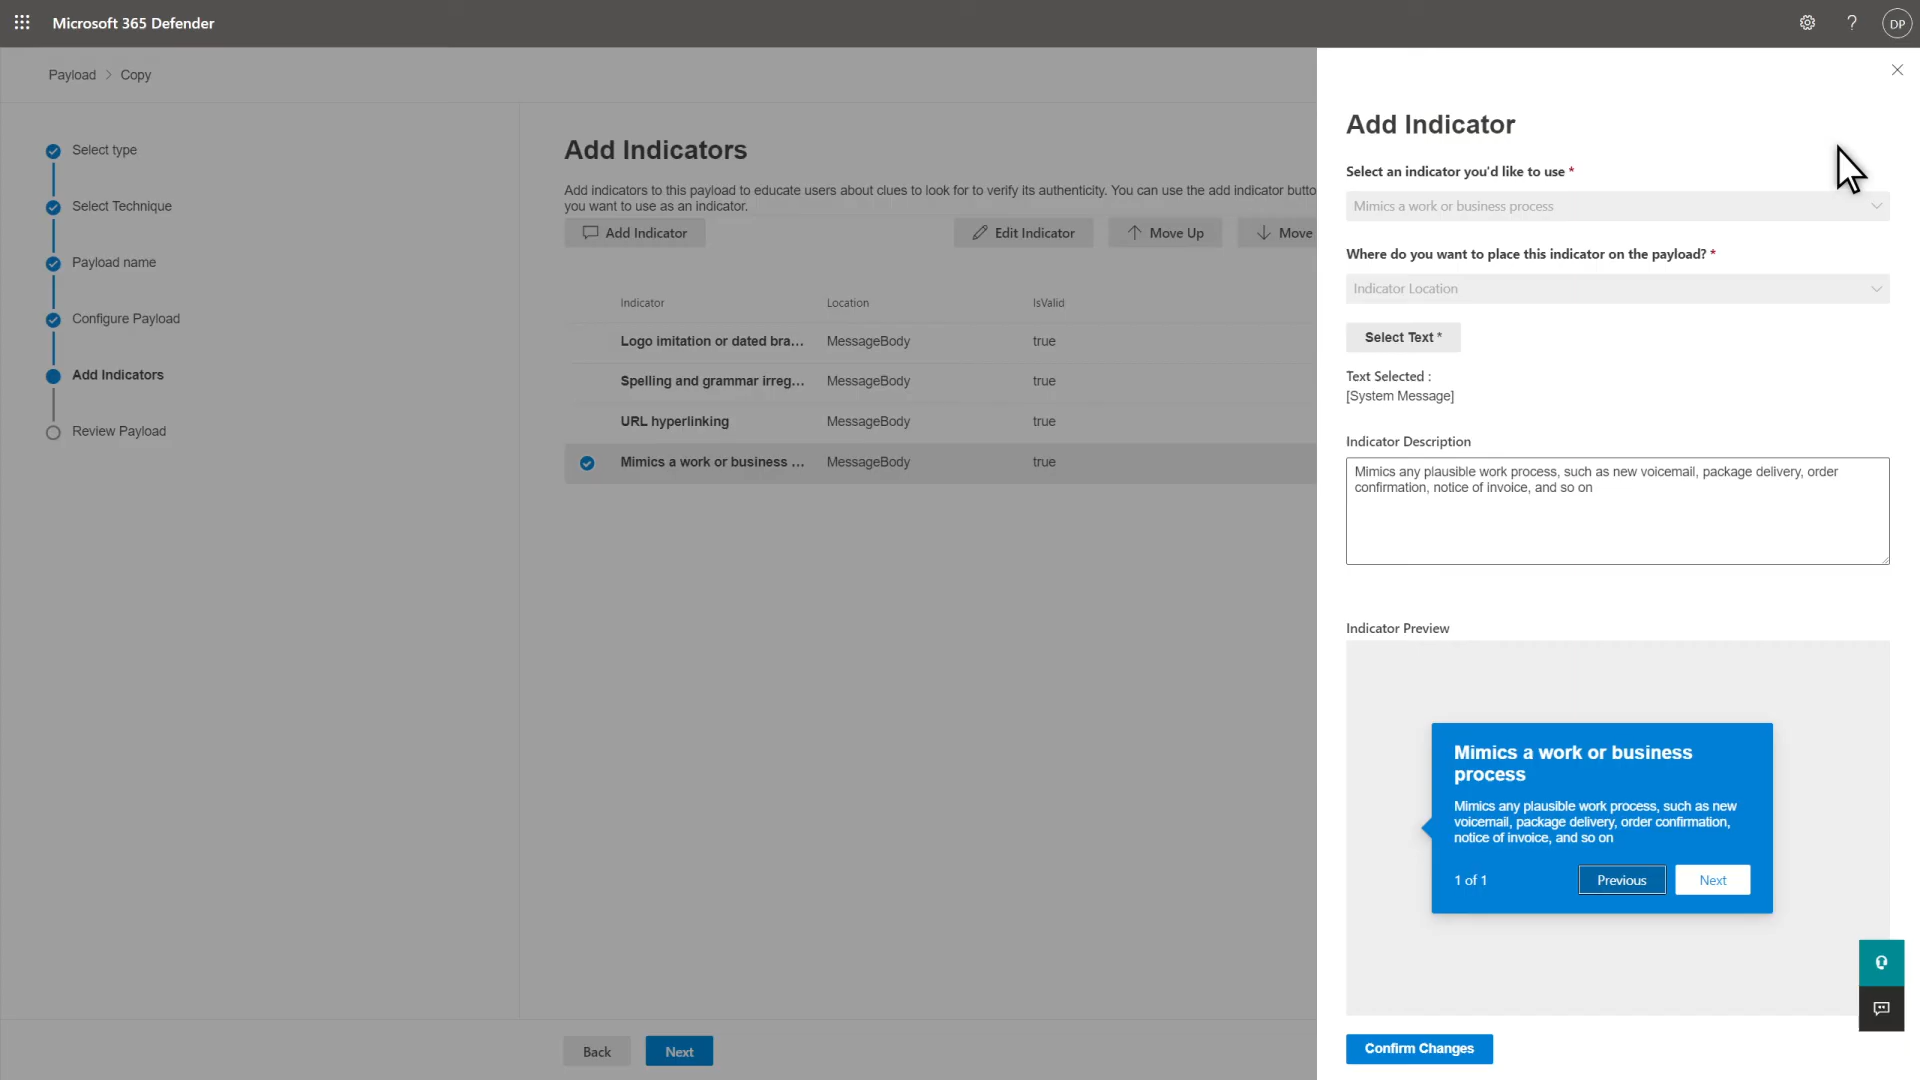 Microsoft 365 Defender
?
DP
Payload > Copy
Select type
Select Technique
Payload name
Configure Payload
Add Indicators
Review Payload
Add Indicators
Add indicators to this payload to educate users about clues to look for to verify its authenticity. You can use the add indicator
you want to use as an indicator.
Add Indicator
Edit Indicator
Move Up
Move
Indicator Location IsValid
Logo imitation or dated bra... MessageBody true
Spelling and grammar irreg... MessageBody true
URL hyperlinking MessageBody true
Mimics a work or business ... MessageBody true
Back
Next
Add Indicator
Select an indicator you'd like to use *
Mimics a work or business process
Where do you want to place this indicator on the payload? *
Indicator Location
Select Text *
Text Selected :
[System Message]
Indicator Description
Mimics any plausible work process, such as new voicemail, package delivery, order
confirmation, notice of invoice, and so on
Indicator Preview
Mimics a work or business
process
Mimics any plausible work process, such as new
voicemail, package delivery, order confirmation,
notice of invoice, and so on
1 of 1
Previous
Next
Confirm Changes